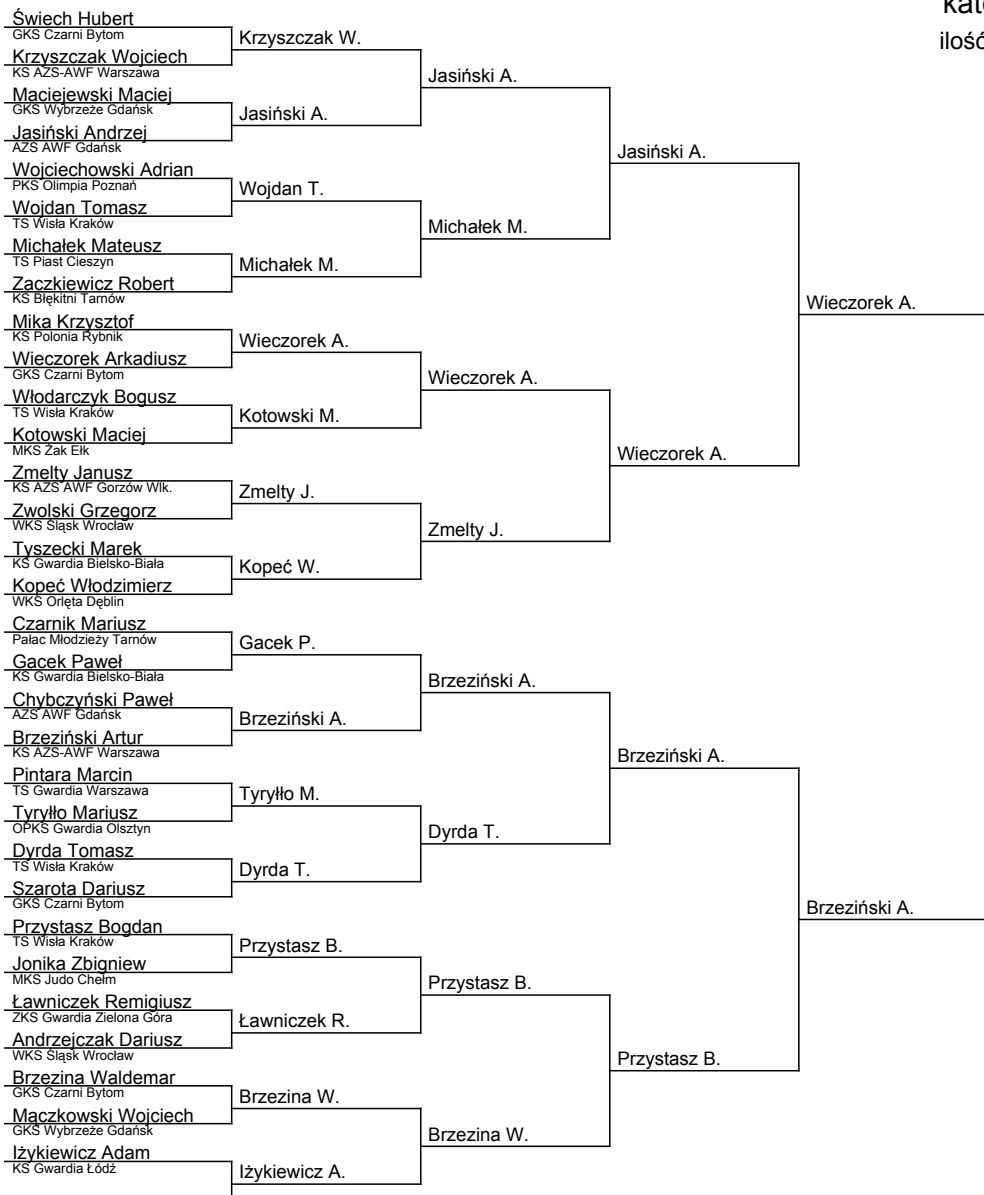 kat
ilość
Świech Hubert
GKS Czarni Bytom
Krzyszczak Wojciech
KS AZS-AWF Warszawa
Maciejewski Maciej
GKS Wybrzeże Gdańsk
Jasiński Andrzej
AZS AWF Gdańsk
Wojciechowski Adrian
PKS Olimpia Poznań
Wojdan Tomasz
TS Wisła Kraków
Michałek Mateusz
TS Piast Cieszyn
Zaczkiewicz Robert
KS Błękitni Tarnów
Mika Krzysztof
KS Polonia Rybnik
Wieczorek Arkadiusz
GKS Czarni Bytom
Włodarczyk Bogusz
TS Wisła Kraków
Kotowski Maciej
MKS Żak Ełk
Zmelty Janusz
KS AZS AWF Gorzów Wlk.
Zwolski Grzegorz
WKS Śląsk Wrocław
Tyszecki Marek
KS Gwardia Bielsko-Biała
Kopeć Włodzimierz
WKS Orlęta Dęblin
Czarnik Mariusz
Pałac Młodzieży Tarnów
Gacek Paweł
KS Gwardia Bielsko-Biała
Chybczyński Paweł
AZS AWF Gdańsk
Brzeziński Artur
KS AZS-AWF Warszawa
Pintara Marcin
TS Gwardia Warszawa
Tyryłło Mariusz
OPKS Gwardia Olsztyn
Dyrda Tomasz
TS Wisła Kraków
Szarota Dariusz
GKS Czarni Bytom
Przystasz Bogdan
TS Wisła Kraków
Jonika Zbigniew
MKS Judo Chełm
Ławniczek Remigiusz
ZKS Gwardia Zielona Góra
Andrzejczak Dariusz
WKS Śląsk Wrocław
Brzezina Waldemar
GKS Czarni Bytom
Mączkowski Wojciech
GKS Wybrzeże Gdańsk
Iżykiewicz Adam
KS Gwardia Łódź
Krzyszczak W.
Jasiński A.
Wojdan T.
Michałek M.
Wieczorek A.
Kotowski M.
Zmelty J.
Kopeć W.
Gacek P.
Brzeziński A.
Tyryłło M.
Dyrda T.
Przystasz B.
Ławniczek R.
Brzezina W.
Iżykiewicz A.
Jasiński A.
Michałek M.
Wieczorek A.
Zmelty J.
Brzeziński A.
Dyrda T.
Przystasz B.
Brzezina W.
Jasiński A.
Wieczorek A.
Brzeziński A.
Przystasz B.
Wieczorek A.
Brzeziński A.